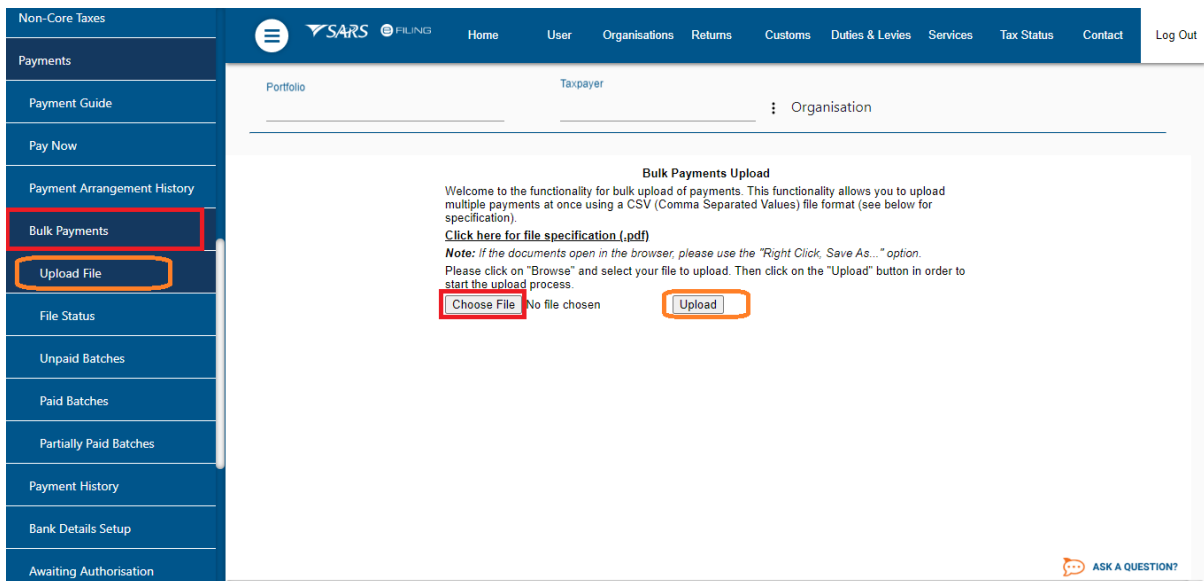 Non-Core Taxes
Payments
Payment Guide
Pay Now
Payment Arrangement History
Bulk Payments
Upload File
File Status
Unpaid Batches
Paid Batches
Partially Paid Batches
Payment History
Bank Details Setup
Awaiting Authorisation
SARS e FILING Home User Organisations Returns Customs Duties & Levies Services Tax Status Contact Log Out
Portfolio Taxpayer
Organisation
Bulk Payments Upload
Welcome to the functionality for bulk upload of payments. This functionality allows you to upload
multiple payments at once using a CSV (Comma Separated Values) file format (see below for
specification).
Click here for file specification (.pdf)
Note: If the documents open in the browser, please use the "Right Click, Save As..." option.
Please click on "Browse" and select your file to upload. Then click on the "Upload" button in order to
start the upload process.
Choose File No file chosen Upload
ASK A QUESTION?